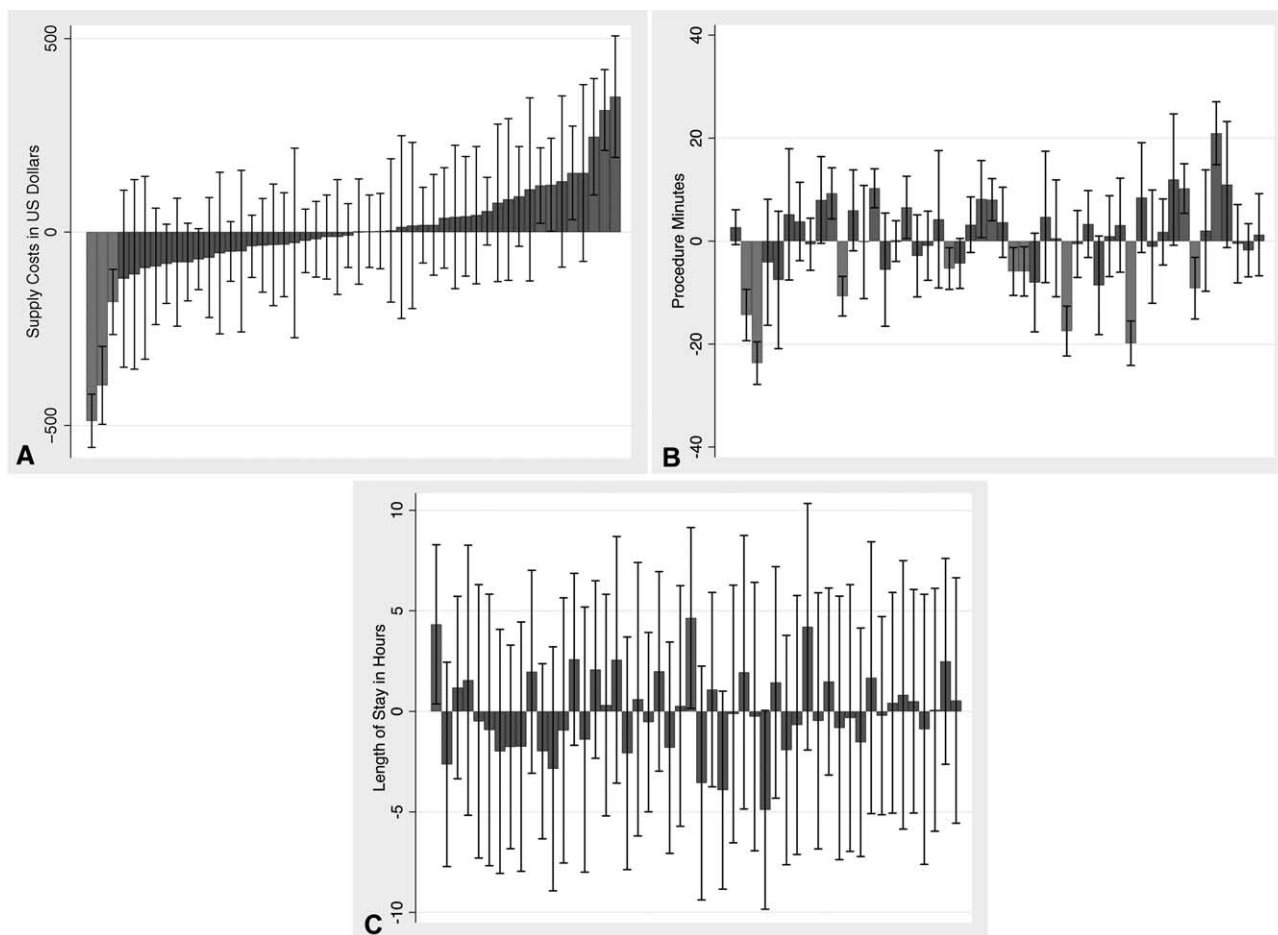 500
0
−500
Supply Costs in US Dollars
A
40
20
0
-20
-40
Procedure Minutes
B
10
5
0
-5
-10
Length of Stay in Hours
C